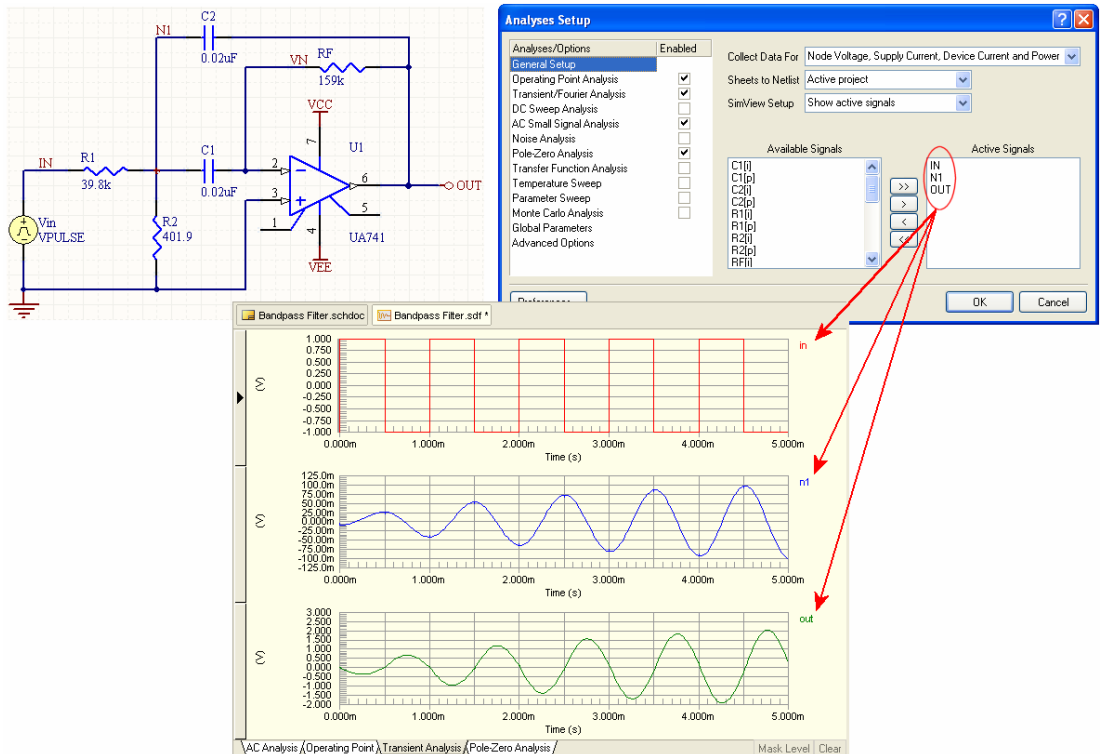 N1
C2
0.02uF
VN
RF
159k
VCC
7
U1
IN
R1
39.8k
C1
0.02uF
2
3
6
OUT
5
1
4
UA741
VEE
R2
401.9
Vin
VPULSE
Analyses Setup
Analyses/Options
Enabled
General Setup
Operating Point Analysis
Transient/Fourier Analysis
DC Sweep Analysis
AC Small Signal Analysis
Noise Analysis
Pole-Zero Analysis
Transfer Function Analysis
Temperature Sweep
Parameter Sweep
Monte Carlo Analysis
Global Parameters
Advanced Options
Collect Data For Node Voltage, Supply Current, Device Current and Power
Sheets to Netlist Active project
SimView Setup Show active signals
Available Signals
C1[i]
C1[p]
C2[i]
C2[p]
R1[i]
R1[p]
R2[i]
R2[p]
RF[i]
>>
>
<
<<
Active Signals
IN
N1
OUT
OK
Cancel
Bandpass Filter.schdoc
Bandpass Filter.sdf *
1.000
0.750
0.500
0.250
0.000
-0.250
-0.500
-0.750
-1.000
(V)
in
0.000m 1.000m 2.000m 3.000m 4.000m 5.000m
Time (s)
125.0m
100.0m
75.00m
50.00m
25.00m
0.000m
-25.00m
-50.00m
-75.00m
-100.0m
-125.0m
(V)
n1
0.000m 1.000m 2.000m 3.000m 4.000m 5.000m
Time (s)
3.000
2.500
2.000
1.500
1.000
0.500
0.000
-0.500
-1.000
-1.500
-2.000
(V)
out
0.000m 1.000m 2.000m 3.000m 4.000m 5.000m
Time (s)
AC Analysis
Operating Point
Transient Analysis
Pole-Zero Analysis
Mask Level
Clear